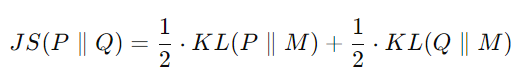 JS(P ∥ Q) = 1/2 · KL(P ∥ M) + 1/2 · KL(Q ∥ M)